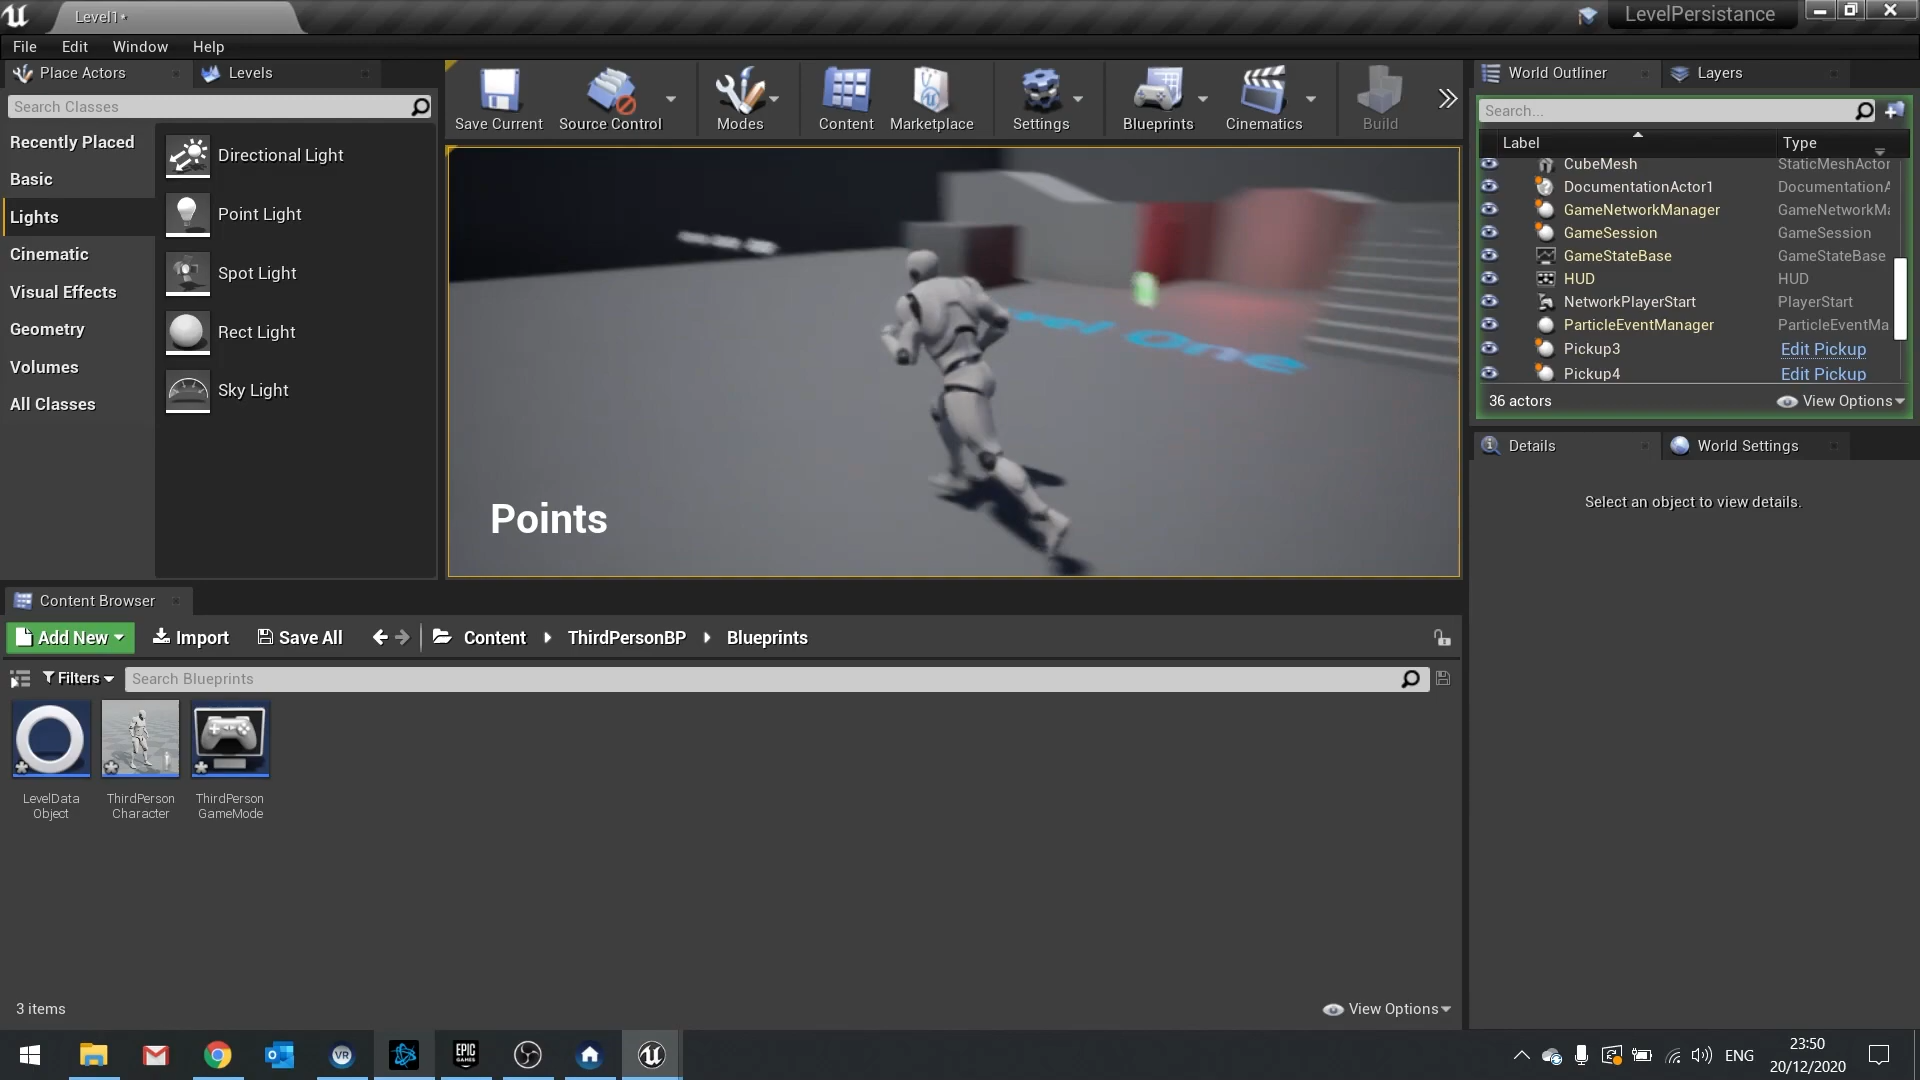 Level1*
LevelPersistance
File
Edit
Window
Help
Place Actors
Levels
Search Classes
Recently Placed
Basic
Lights
Cinematic
Visual Effects
Geometry
Volumes
All Classes
Directional Light
Point Light
Spot Light
Rect Light
Sky Light
Save Current
Source Control
Modes
Content
Marketplace
Settings
Blueprints
Cinematics
Build
Points
World Outliner
Layers
Search...
Label
Type
CubeMesh
StaticMeshActor
DocumentationActor1
DocumentationA
GameNetworkManager
GameNetworkMa
GameSession
GameSession
GameStateBase
GameStateBase
HUD
HUD
NetworkPlayerStart
PlayerStart
ParticleEventManager
ParticleEventMa
Pickup3
Edit Pickup
Pickup4
Edit Pickup
36 actors
View Options
Details
World Settings
Select an object to view details.
Content Browser
Add New
Import
Save All
Content
ThirdPersonBP
Blueprints
Filters
Search Blueprints
LevelData
Object
ThirdPerson
Character
ThirdPerson
GameMode
3 items
View Options
VR
EPIC
GAMES
ENG
23:50
20/12/2020